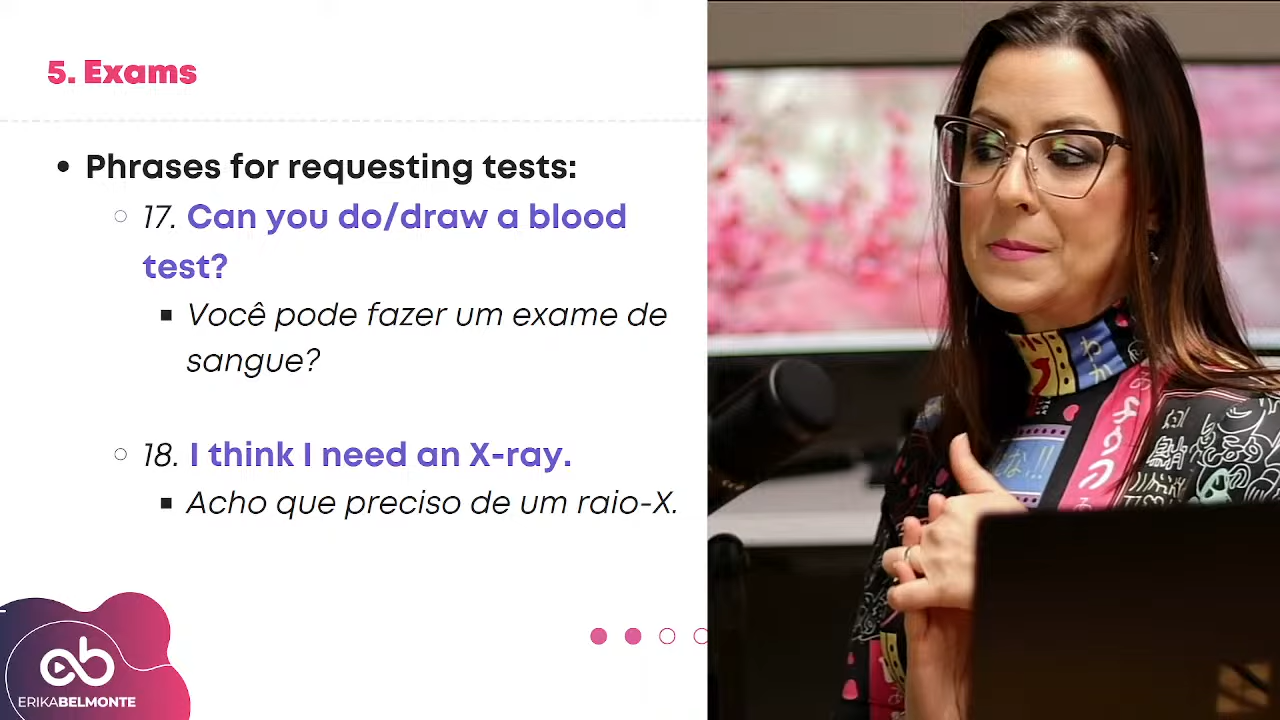 5. Exams
• Phrases for requesting tests:
○ 17. Can you do/draw a blood
test?
▪ Você pode fazer um exame de
sangue?
○ 18. I think I need an X-ray.
▪ Acho que preciso de um raio-X.
eb
ERIKABELMONTE